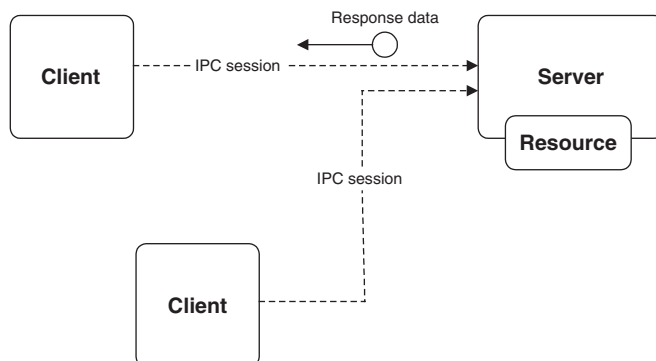 Response data
Client
IPC session
Server
Resource
IPC session
Client